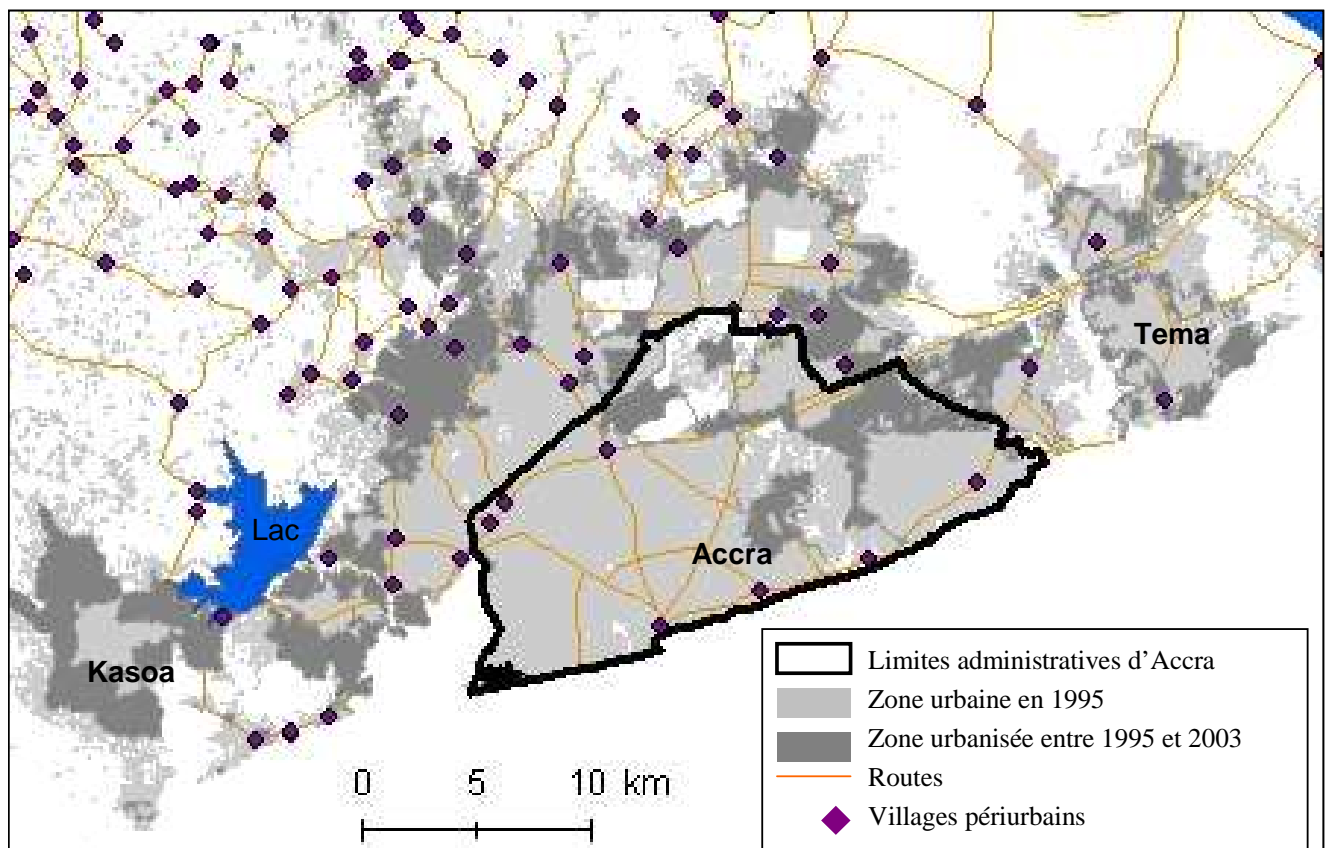 Tema
Lac
Accra
Kasoa
0 5 10 km
Limites administratives d'Accra
Zone urbaine en 1995
Zone urbanisée entre 1995 et 2003
Routes
Villages périurbains